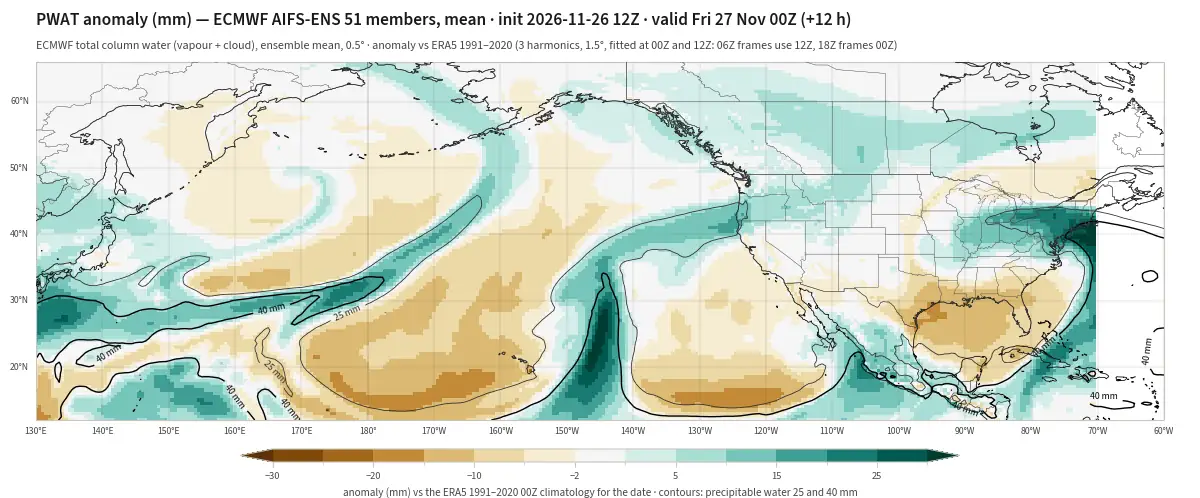 PWAT anomaly (mm) — ECMWF AIFS-ENS 51 members, mean · init 2026-11-26 12Z · valid Fri 27 Nov 00Z (+12 h)
ECMWF total column water (vapour + cloud), ensemble mean, 0.5° · anomaly vs ERA5 1991–2020 (3 harmonics, 1.5°, fitted at 00Z and 12Z: 06Z frames use 12Z, 18Z frames 00Z)
60°N
50°N
40°N
30°N
20°N
40 mm
25 mm
40 mm
25 mm
40 mm
40 mm
40 mm
40 mm
40 mm
40 mm
130°E 140°E 150°E 160°E 170°E 180° 170°W 160°W 150°W 140°W 130°W 120°W 110°W 100°W 90°W 80°W 70°W 60°W
−30 −20 −10 −2 5 15 25
anomaly (mm) vs the ERA5 1991–2020 00Z climatology for the date · contours: precipitable water 25 and 40 mm